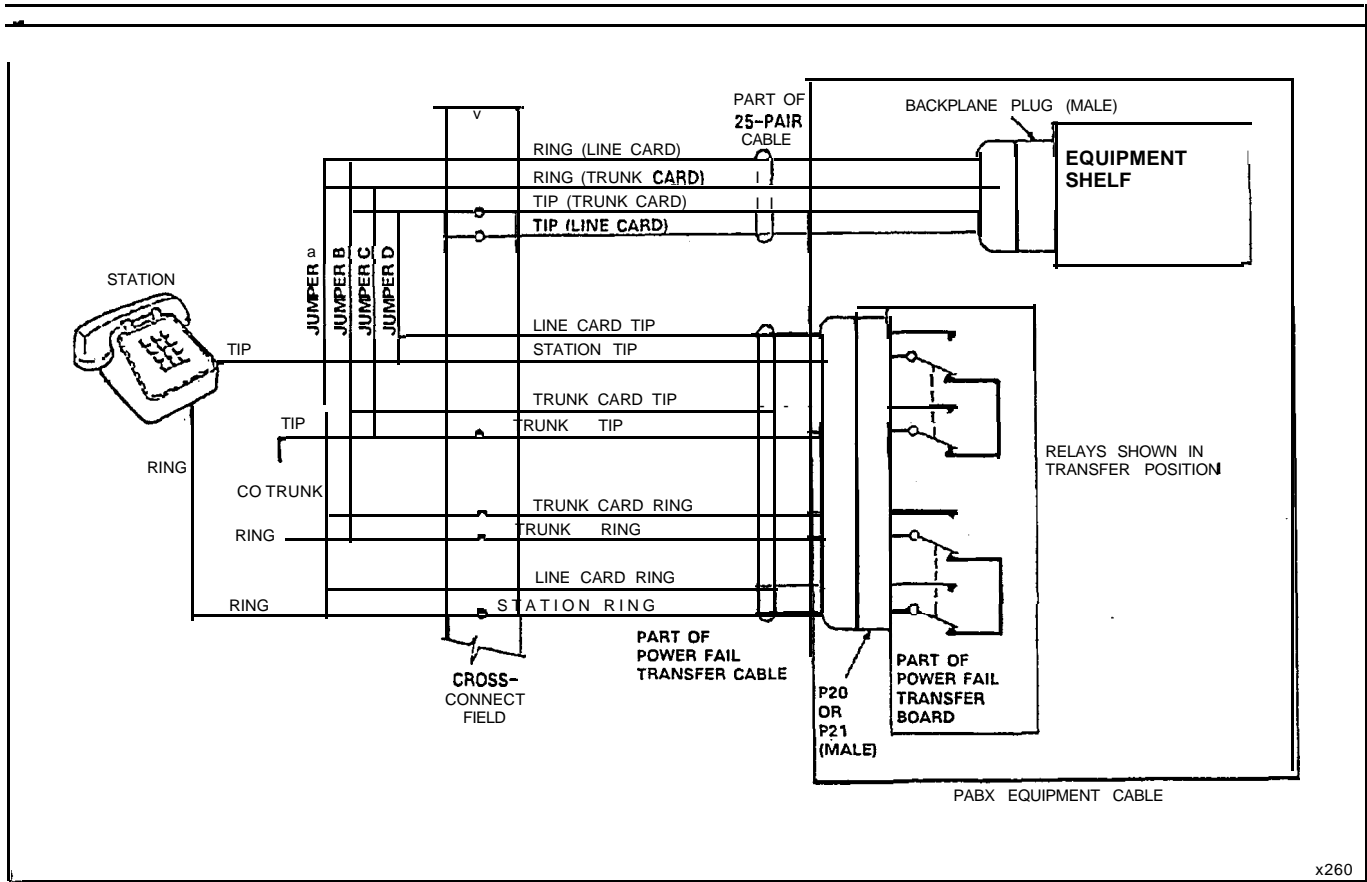 PART OF
25-PAIR
CABLE
BACKPLANE PLUG (MALE)
v
RING (LINE CARD)
RING (TRUNK CARD)
TIP (TRUNK CARD)
TIP (LINE CARD)
EQUIPMENT
SHELF
JUMPER a
JUMPER B
JUMPER C
JUMPER D
STATION
LINE CARD TIP
TIP
STATION TIP
TRUNK CARD TIP
TIP
TRUNK TIP
RELAYS SHOWN IN
TRANSFER POSITION
RING
CO TRUNK
TRUNK CARD RING
RING
TRUNK RING
LINE CARD RING
RING
STATION RING
PART OF
POWER FAIL
TRANSFER CABLE
CROSS-
CONNECT
FIELD
P20
OR
P21
(MALE)
PART OF
POWER FAIL
TRANSFER
BOARD
PABX EQUIPMENT CABLE
x260